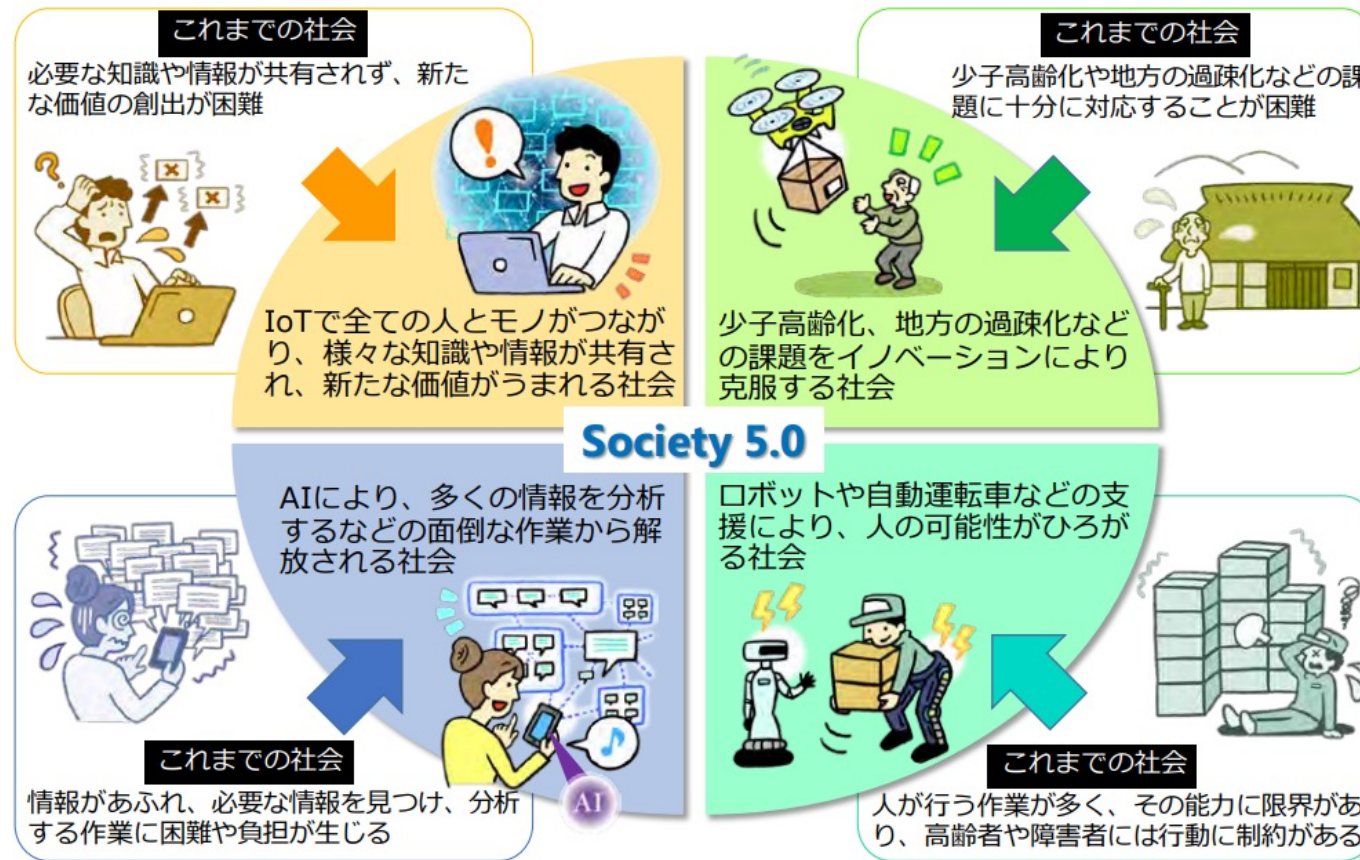 これまでの社会
必要な知識や情報が共有されず、新た
な価値の創出が困難
IoTで全ての人とモノがつなが
り、様々な知識や情報が共有さ
れ、新たな価値がうまれる社会
これまでの社会
少子高齢化や地方の過疎化などの課
題に十分に対応することが困難
少子高齢化、地方の過疎化など
の課題をイノベーションにより
克服する社会
Society 5.0
AIにより、多くの情報を分析
するなどの面倒な作業から解
放される社会
AI
これまでの社会
情報があふれ、必要な情報を見つけ、分析
する作業に困難や負担が生じる
ロボットや自動運転車などの支
援により、人の可能性がひろが
る社会
これまでの社会
人が行う作業が多く、その能力に限界があ
り、高齢者や障害者には行動に制約がある